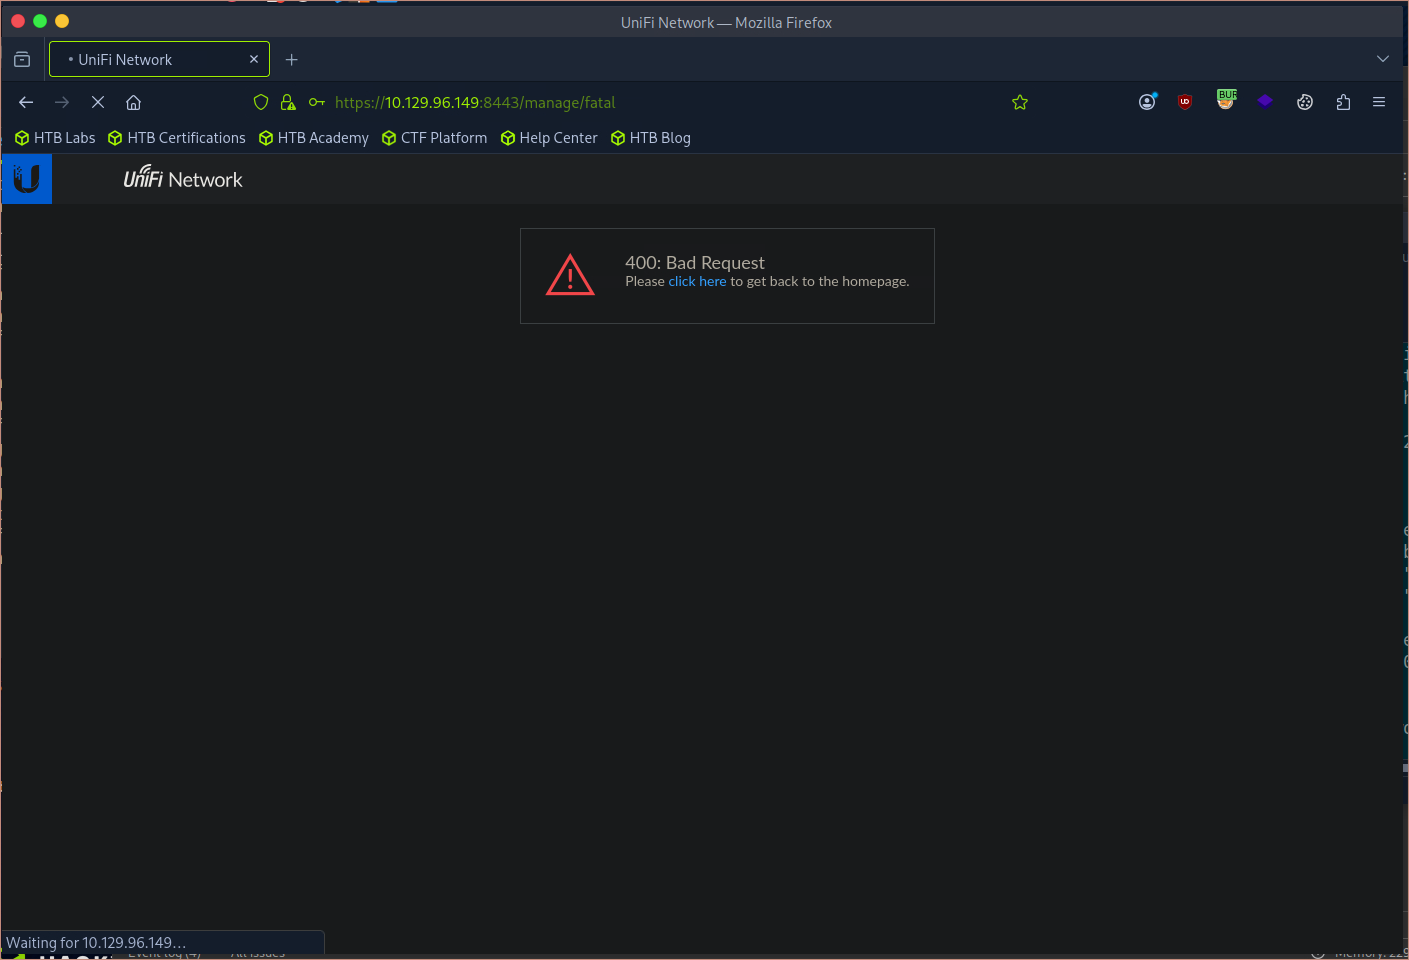 UniFi Network — Mozilla Firefox
UniFi Network
https://10.129.96.149:8443/manage/fatal
UD
BUR
HTB Labs HTB Certifications HTB Academy CTF Platform Help Center HTB Blog
UniFi Network
400: Bad Request
Please click here to get back to the homepage.
Waiting for 10.129.96.149…